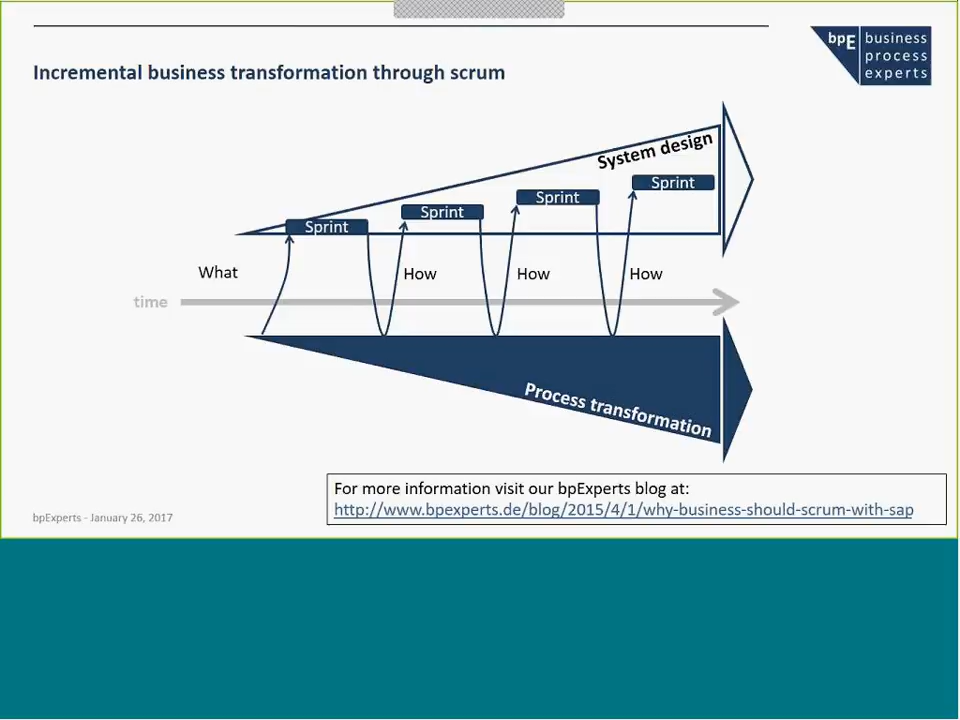 bpE business
process
experts
Incremental business transformation through scrum
System design
Sprint
Sprint
Sprint
Sprint
What
How
How
How
time
Process transformation
For more information visit our bpExperts blog at:
http://www.bpexperts.de/blog/2015/4/1/why-business-should-scrum-with-sap
bpExperts - January 26, 2017